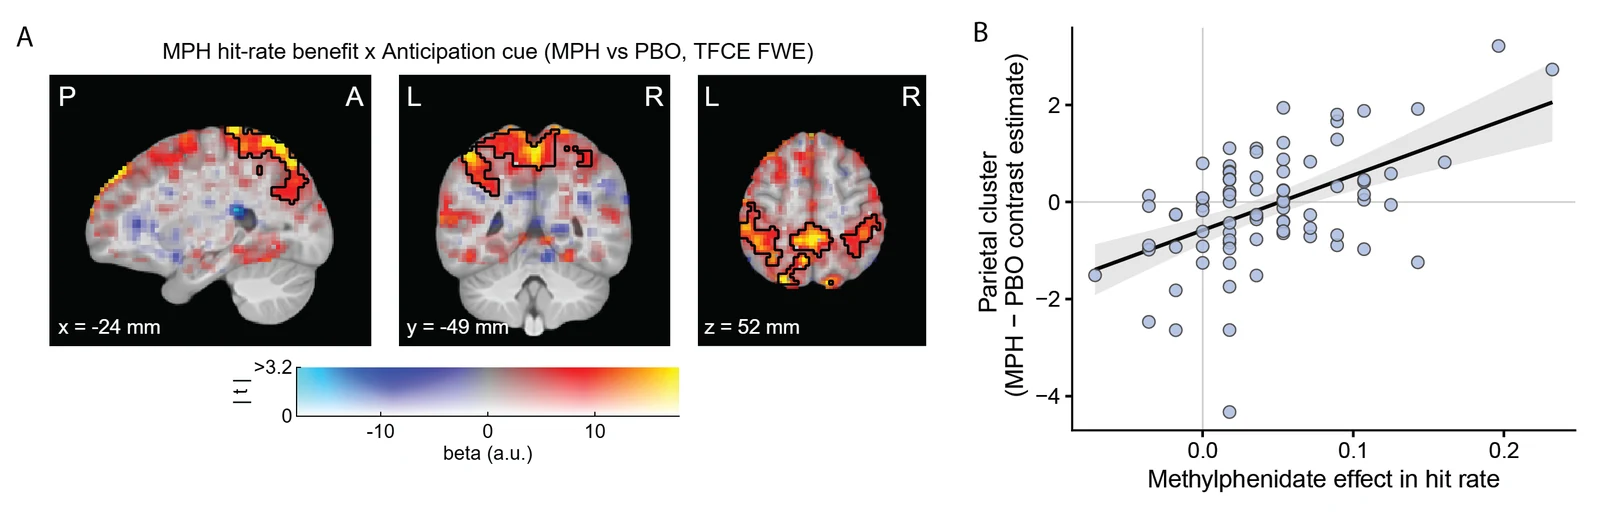 A
MPH hit-rate benefit x Anticipation cue (MPH vs PBO, TFCE FWE)
P A
L R
L R
x = -24 mm
y = -49 mm
z = 52 mm
>3.2
| t |
0
-10 0 10
beta (a.u.)
B
Parietal cluster
(MPH − PBO contrast estimate)
2
0
−2
−4
0.0 0.1 0.2
Methylphenidate effect in hit rate